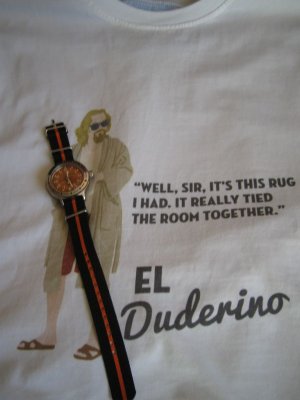 "WELL, SIR, IT'S THIS RUG
I HAD. IT REALLY TIED
THE ROOM TOGETHER."
EL
Duderino